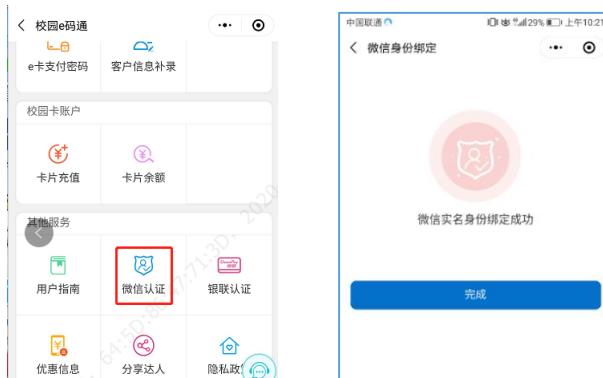 校园e码通
e卡支付密码 客户信息补录
校园卡账户
卡片充值 卡片余额
其他服务
用户指南 微信认证 银联认证
优惠信息 分享达人 隐私政
中国联通 29% 上午10:21
微信身份绑定
微信实名身份绑定成功
完成